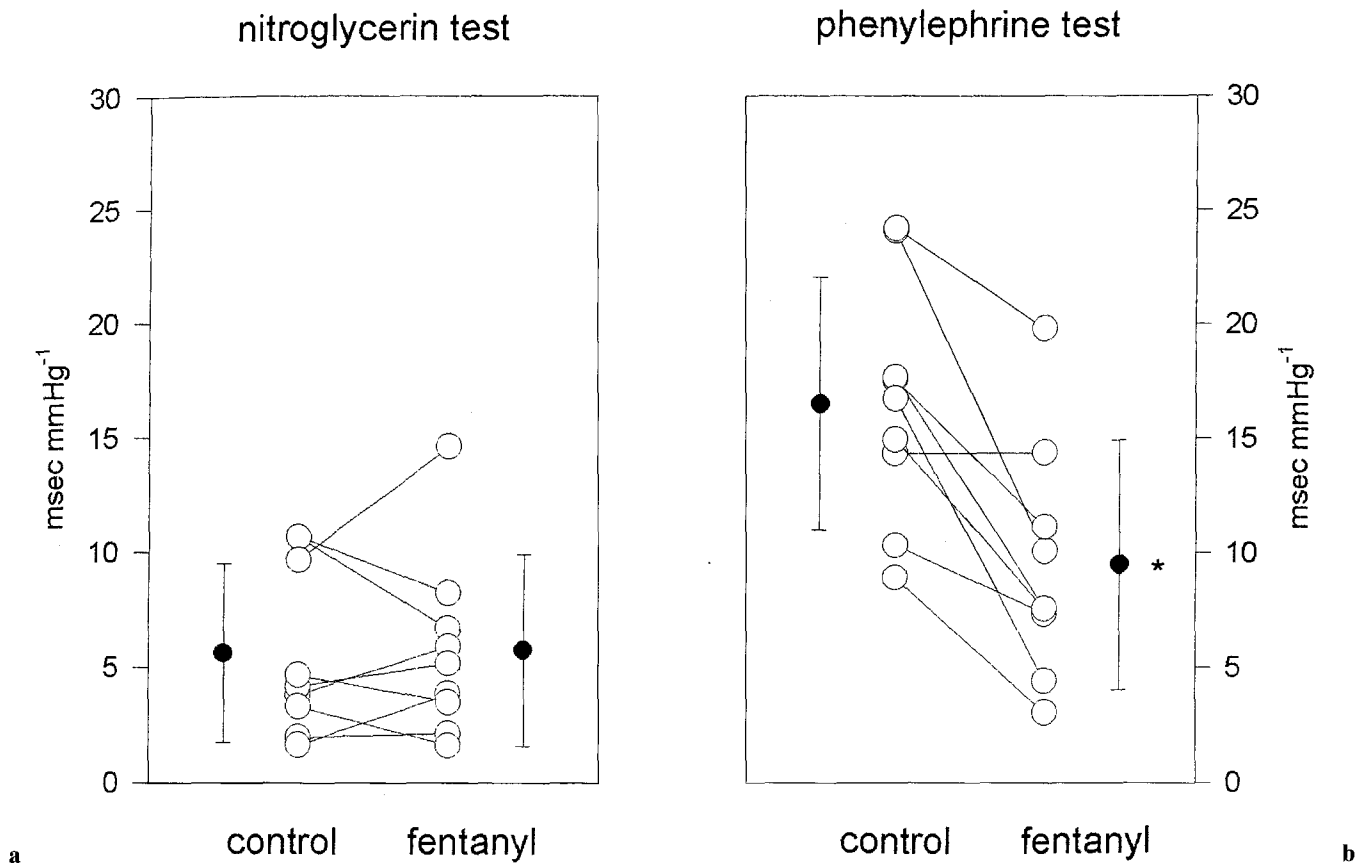 nitroglycerin test
phenylephrine test
30
25
20
15
10
5
0
msec mmHg⁻¹
control fentanyl
a
30
25
20
15
10
5
0
msec mmHg⁻¹
*
control fentanyl
b